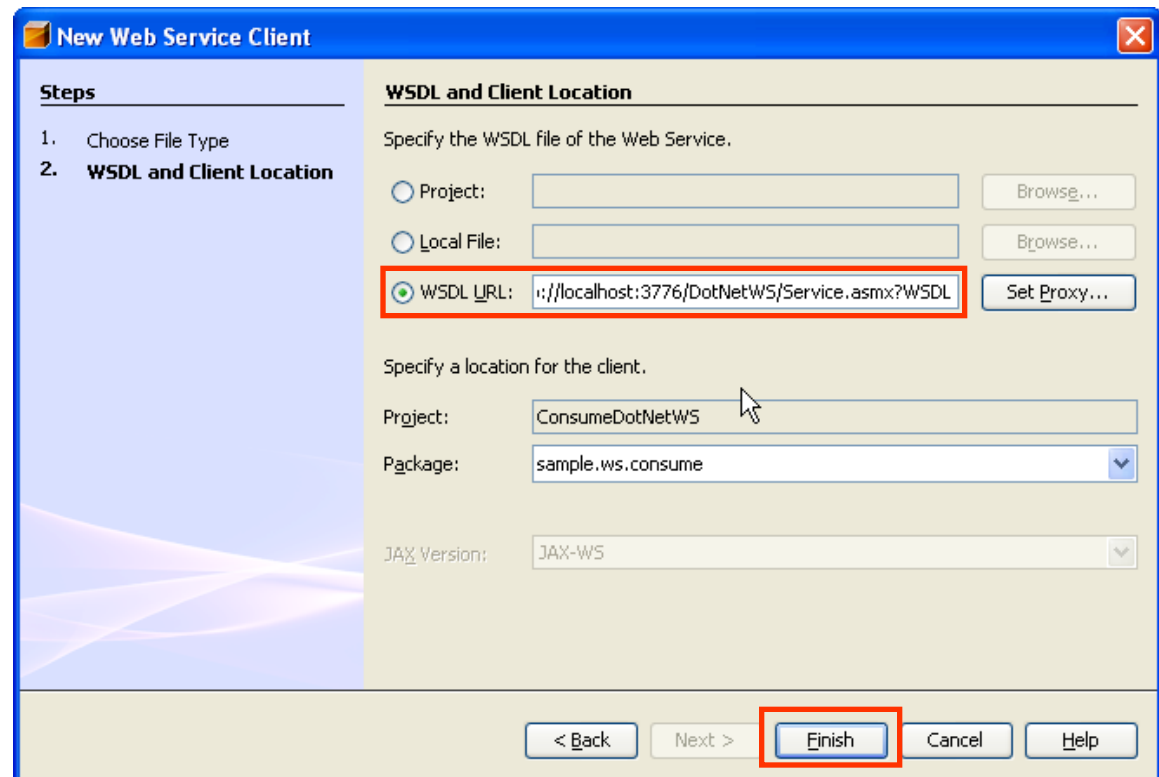 New Web Service Client
Steps
1. Choose File Type
2. WSDL and Client Location
WSDL and Client Location
Specify the WSDL file of the Web Service.
Project: Browse...
Local File: Browse...
WSDL URL: ://localhost:3776/DotNetWS/Service.asmx?WSDL Set Proxy...
Specify a location for the client.
Project: ConsumeDotNetWS
Package: sample.ws.consume
JAX Version: JAX-WS
< Back Next > Finish Cancel Help